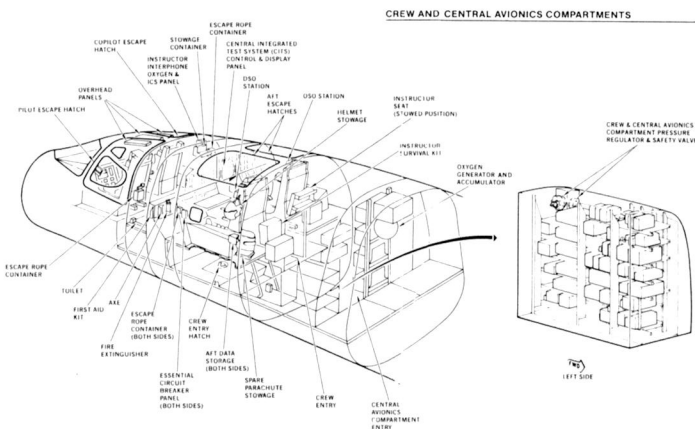 CREW AND CENTRAL AVIONICS COMPARTMENTS
ESCAPE ROPE
CONTAINER
STOWAGE
CONTAINER
COPILOT ESCAPE
HATCH
CENTRAL INTEGRATED
TEST SYSTEM (CITS)
CONTROL & DISPLAY
PANEL
INSTRUCTOR
INTERPHONE
OXYGEN &
ICS PANEL
DSO
STATION
OVERHEAD
PANELS
AFT
ESCAPE
HATCHES
OSO STATION
INSTRUCTOR
SEAT
(STOWED POSITION)
PILOT ESCAPE HATCH
HELMET
STOWAGE
CREW & CENTRAL AVIONICS
COMPARTMENT PRESSURE
REGULATOR & SAFETY VALVE
INSTRUCTOR
SURVIVAL KIT
OXYGEN
GENERATOR AND
ACCUMULATOR
ESCAPE ROPE
CONTAINER
TOILET
FIRST AID
KIT
AXE
FIRE
EXTINGUISHER
ESCAPE
ROPE
CONTAINER
(BOTH SIDES)
CREW
ENTRY
HATCH
ESSENTIAL
CIRCUIT
BREAKER
PANEL
(BOTH SIDES)
AFT DATA
STORAGE
(BOTH SIDES)
SPARE
PARACHUTE
STOWAGE
CREW
ENTRY
CENTRAL
AVIONICS
COMPARTMENT
ENTRY
FWD
LEFT SIDE